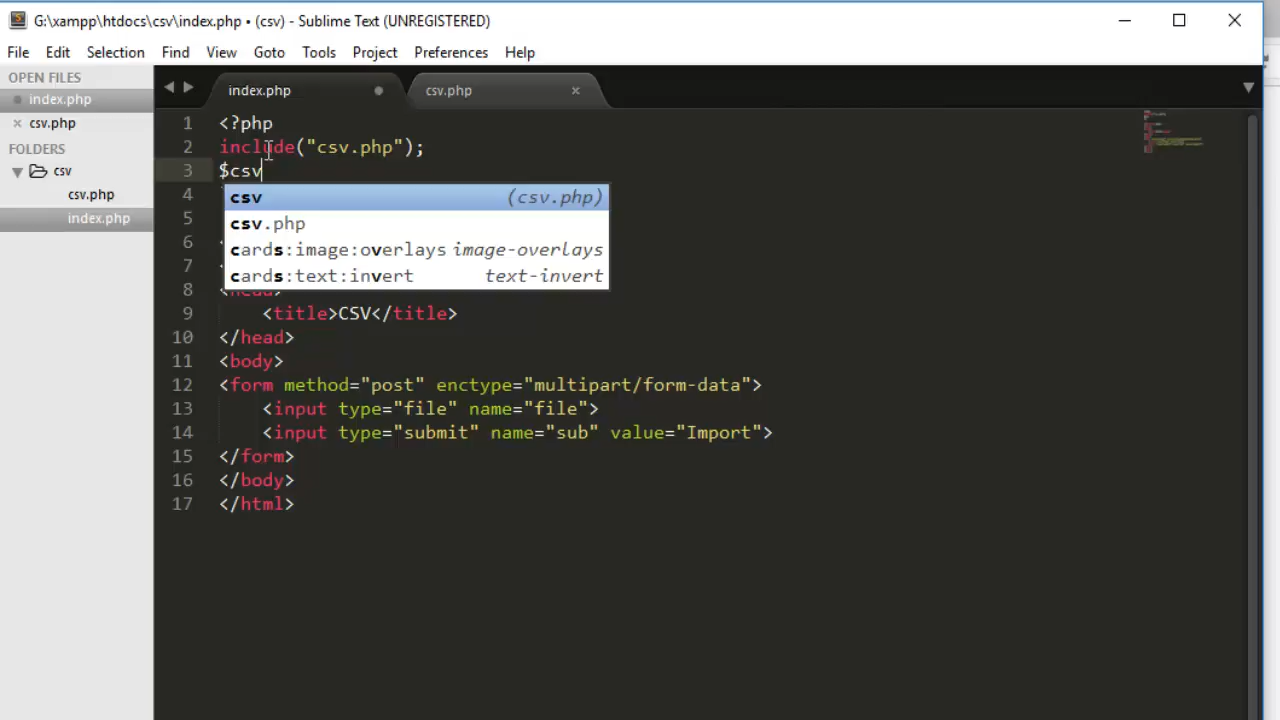 G:\xampp\htdocs\csv\index.php • (csv) - Sublime Text (UNREGISTERED)
File Edit Selection Find View Goto Tools Project Preferences Help
OPEN FILES
index.php
csv.php
FOLDERS
csv
csv.php
index.php
index.php csv.php
1 <?php
2 include("csv.php");
3 $csv
csv (csv.php)
csv.php
cards:image:overlays image-overlays
cards:text:invert text-invert
4
5
6
7
8
9 <title>CSV</title>
10 </head>
11 <body>
12 <form method="post" enctype="multipart/form-data">
13 <input type="file" name="file">
14 <input type="submit" name="sub" value="Import">
15 </form>
16 </body>
17 </html>